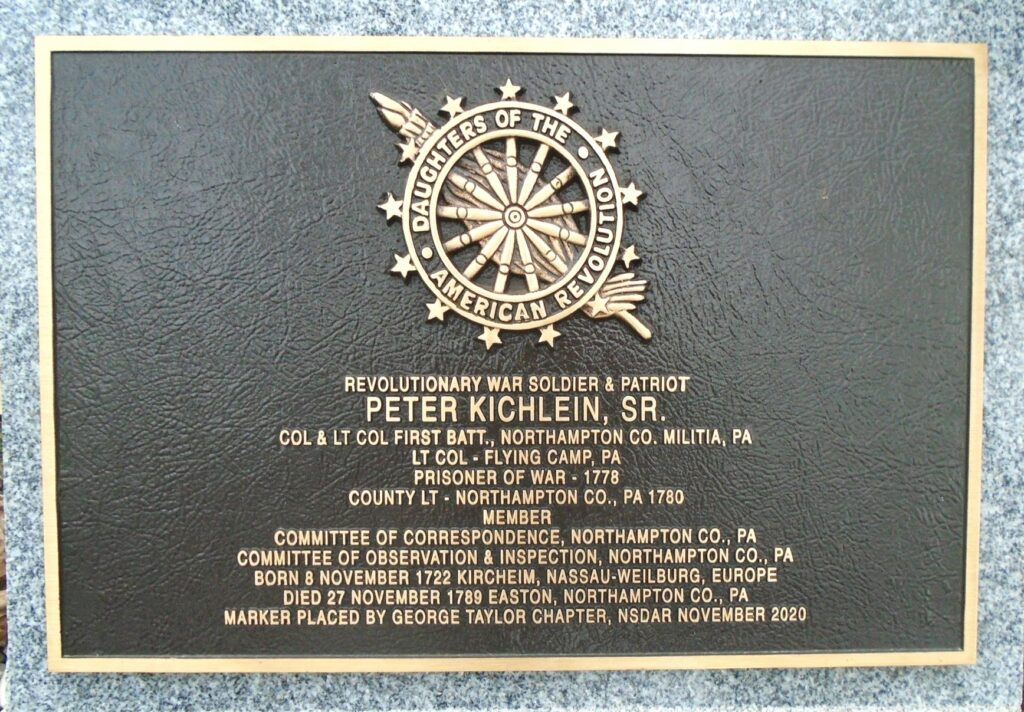 DAUGHTERS OF THE
AMERICAN REVOLUTION
REVOLUTIONARY WAR SOLDIER & PATRIOT
PETER KICHLEIN, SR.
COL & LT COL FIRST BATT., NORTHAMPTON CO. MILITIA, PA
LT COL - FLYING CAMP, PA
PRISONER OF WAR - 1778
COUNTY LT - NORTHAMPTON CO., PA 1780
MEMBER
COMMITTEE OF CORRESPONDENCE, NORTHAMPTON CO., PA
COMMITTEE OF OBSERVATION & INSPECTION, NORTHAMPTON CO., PA
BORN 8 NOVEMBER 1722 KIRCHEIM, NASSAU-WEILBURG, EUROPE
DIED 27 NOVEMBER 1789 EASTON, NORTHAMPTON CO., PA
MARKER PLACED BY GEORGE TAYLOR CHAPTER, NSDAR NOVEMBER 2020